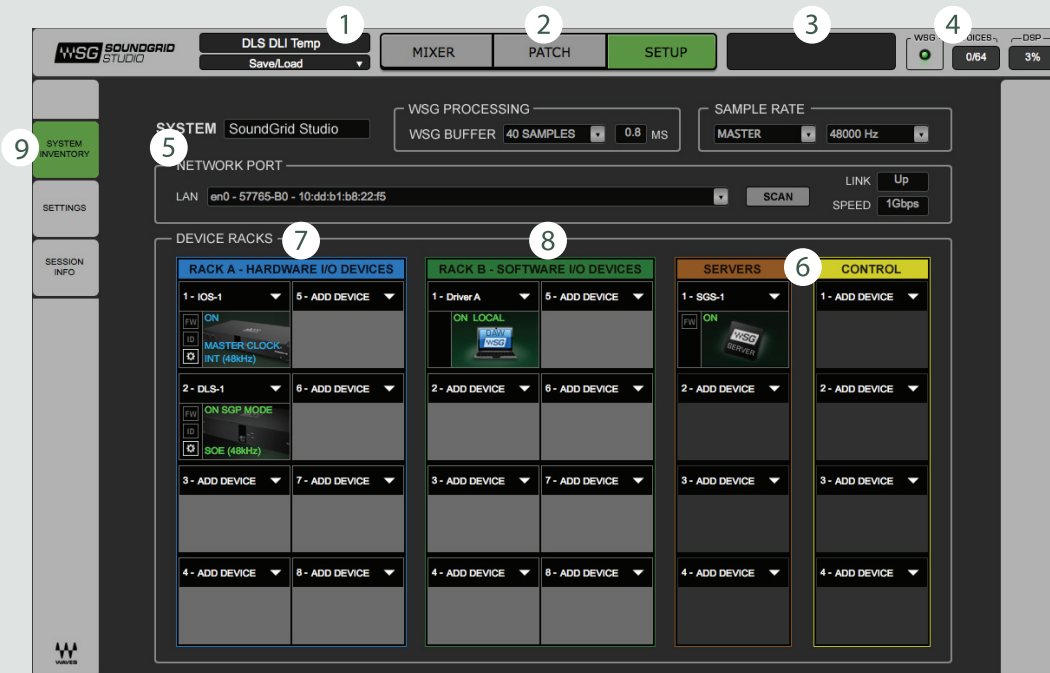 1 2 3 4
WSG SOUNDGRID STUDIO
DLS DLI Temp
Save/Load
MIXER PATCH SETUP
WSG
0/64
DSP
3%
9
SYSTEM INVENTORY
SETTINGS
SESSION INFO
WAVES
SYSTEM SoundGrid Studio
WSG PROCESSING
WSG BUFFER 40 SAMPLES 0.8 MS
SAMPLE RATE
MASTER 48000 Hz
5
NETWORK PORT
LAN en0 - 57765-B0 - 10:dd:b1:b8:22:f5 SCAN
LINK Up
SPEED 1Gbps
DEVICE RACKS
7 8 6
RACK A - HARDWARE I/O DEVICES
1 - IOS-1 5 - ADD DEVICE
FW ON
ID MASTER CLOCK
INT (48kHz)
2 - DLS-1 6 - ADD DEVICE
FW ON SGP MODE
ID
SOE (48kHz)
3 - ADD DEVICE 7 - ADD DEVICE
4 - ADD DEVICE 8 - ADD DEVICE
RACK B - SOFTWARE I/O DEVICES
1 - Driver A 5 - ADD DEVICE
ON LOCAL
DAW
WSG
2 - ADD DEVICE 6 - ADD DEVICE
3 - ADD DEVICE 7 - ADD DEVICE
4 - ADD DEVICE 8 - ADD DEVICE
SERVERS
1 - SGS-1
FW ON
WSG
SERVER
2 - ADD DEVICE
3 - ADD DEVICE
4 - ADD DEVICE
CONTROL
1 - ADD DEVICE
2 - ADD DEVICE
3 - ADD DEVICE
4 - ADD DEVICE